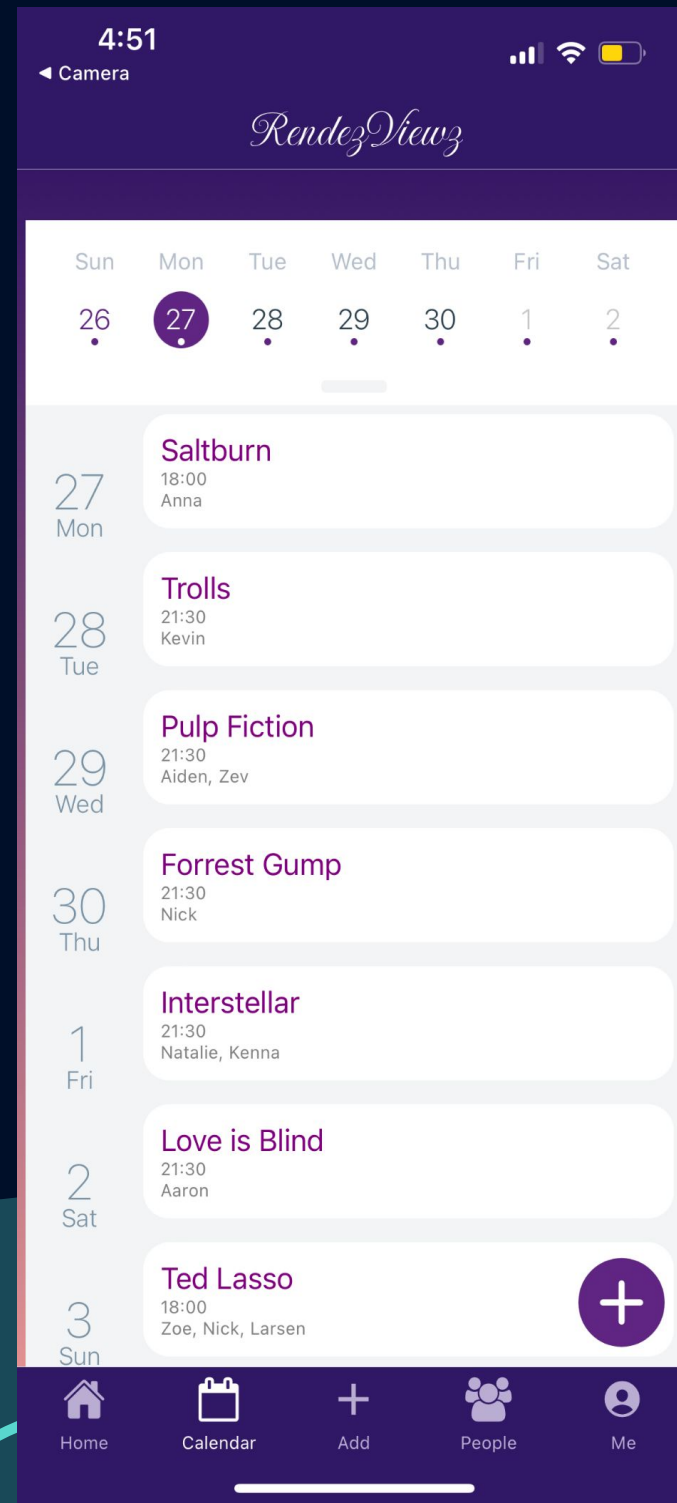 4:51
◀ Camera
RendezViewz
Sun Mon Tue Wed Thu Fri Sat
26 27 28 29 30 1 2
27
Mon
Saltburn
18:00
Anna
28
Tue
Trolls
21:30
Kevin
29
Wed
Pulp Fiction
21:30
Aiden, Zev
30
Thu
Forrest Gump
21:30
Nick
1
Fri
Interstellar
21:30
Natalie, Kenna
2
Sat
Love is Blind
21:30
Aaron
3
Sun
Ted Lasso
18:00
Zoe, Nick, Larsen
Home Calendar Add People Me